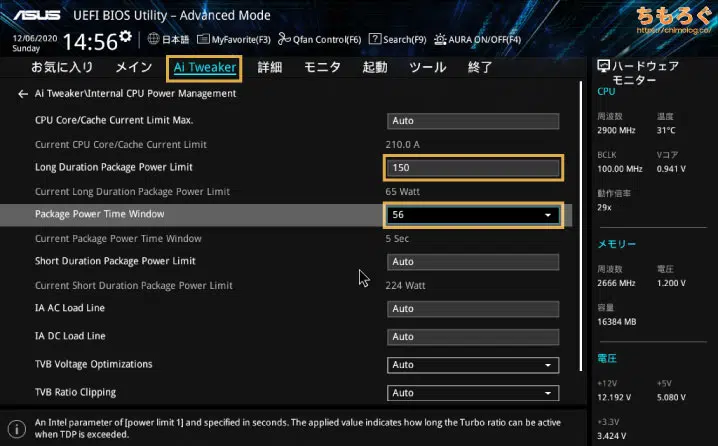 ASUS UEFI BIOS Utility – Advanced Mode
ちもろぐ
https://chimolog.co/
12/06/2020
Sunday
14:56
日本語
MyFavorite(F3)
Qfan Control(F6)
Search(F9)
AURA ON/OFF(F4)
お気に入り メイン Ai Tweaker 詳細 モニタ 起動 ツール 終了
Ai Tweaker\Internal CPU Power Management
CPU Core/Cache Current Limit Max. Auto
Current CPU Core/Cache Current Limit 210.0 A
Long Duration Package Power Limit 150
Current Long Duration Package Power Limit 65 Watt
Package Power Time Window 56
Current Package Power Time Window 5 Sec
Short Duration Package Power Limit Auto
Current Short Duration Package Power Limit 224 Watt
IA AC Load Line Auto
IA DC Load Line Auto
TVB Voltage Optimizations Auto
TVB Ratio Clipping Auto
An Intel parameter of [power limit 1] and specified in seconds. The applied value indicates how long the Turbo ratio can be active
when TDP is exceeded.
ハードウェア
モニター
CPU
周波数 温度
2900 MHz 31°C
BCLK Vコア
100.00 MHz 0.941 V
動作倍率
29x
メモリー
周波数 電圧
2666 MHz 1.200 V
容量
16384 MB
電圧
+12V +5V
12.192 V 5.080 V
+3.3V
3.424 V